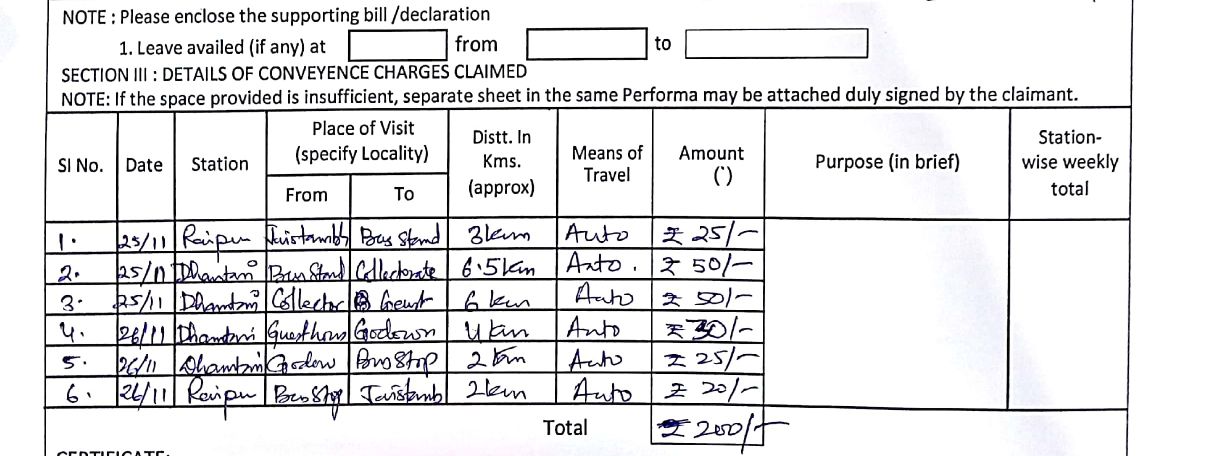 NOTE : Please enclose the supporting bill /declaration
1. Leave availed (if any) at from to
SECTION III : DETAILS OF CONVEYENCE CHARGES CLAIMED
NOTE: If the space provided is insufficient, separate sheet in the same Performa may be attached duly signed by the claimant.
SI No. Date Station Place of Visit (specify Locality) From To Distt. In Kms. (approx) Means of Travel Amount (`) Purpose (in brief) Station-wise weekly total
1. 25/11 Raipur Jaistambh Bus Stand 3km Auto ₹ 25/-
2. 25/11 Dhamtari Bus Stand Collectorate 6.5km Auto. ₹ 50/-
3. 25/11 Dhamtari Collector 6 km Auto ₹ 50/-
4. 26/11 Dhamtari Guesthous Godown 4 km Auto ₹ 30/-
5. 26/11 Dhamtari Godow Bus Stop 2 km Auto ₹ 25/-
6. 26/11 Raipur Bus Stop Jaistamb 2km Auto ₹ 20/-
Total ₹ 200/-
CERTIFICATE: